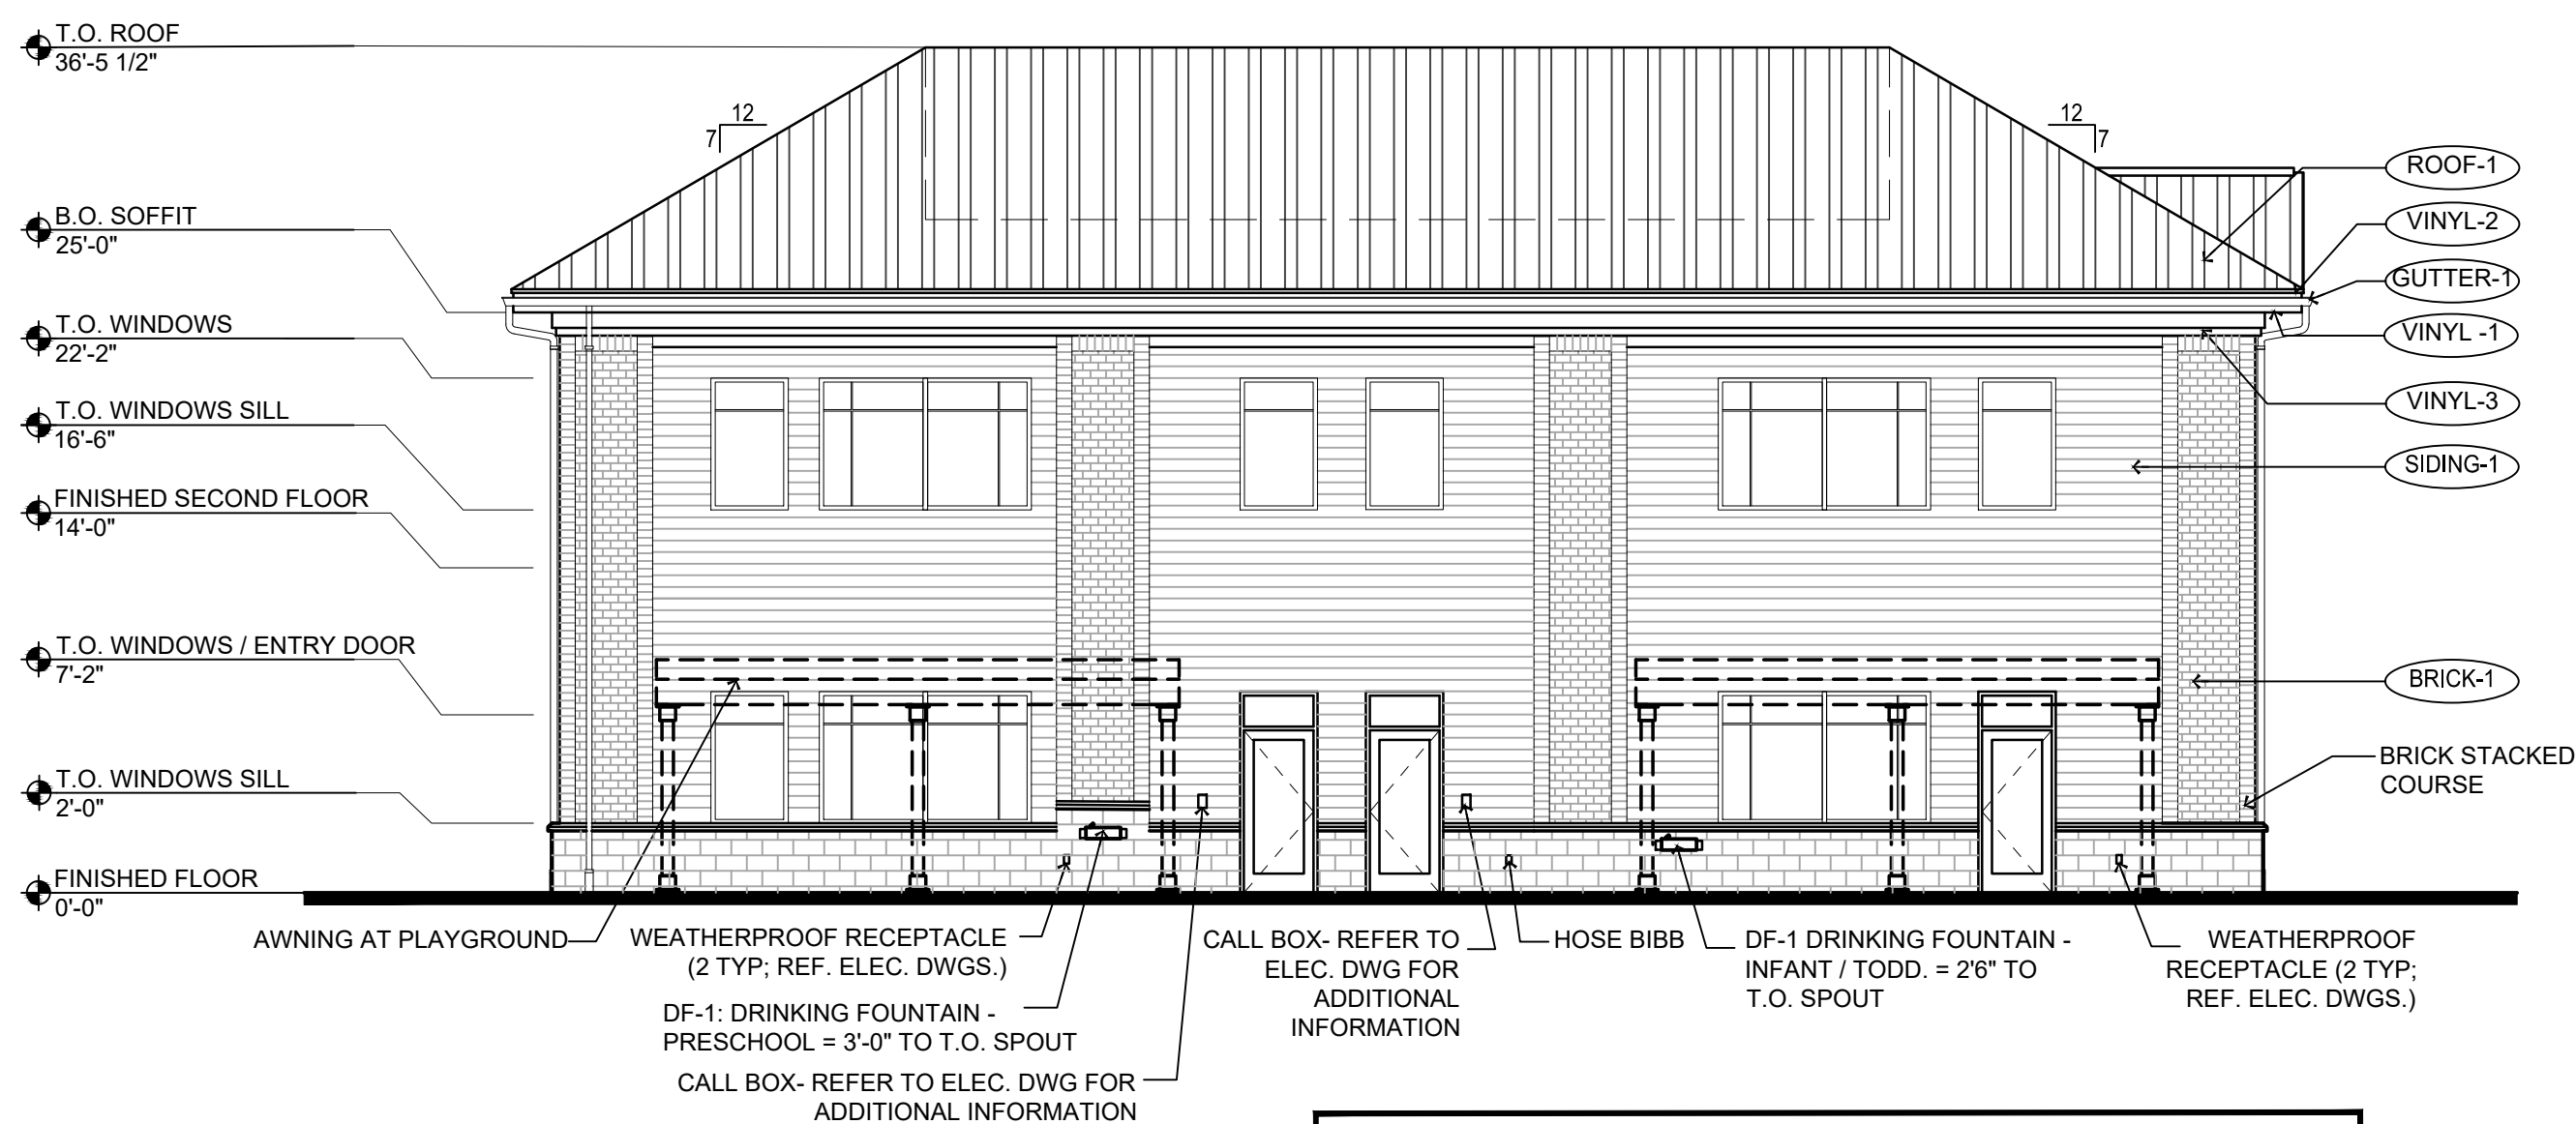 T.O. ROOF
36'-5 1/2"
B.O. SOFFIT
25'-0"
T.O. WINDOWS
22'-2"
T.O. WINDOWS SILL
16'-6"
FINISHED SECOND FLOOR
14'-0"
T.O. WINDOWS / ENTRY DOOR
7'-2"
T.O. WINDOWS SILL
2'-0"
FINISHED FLOOR
0'-0"
12
7
12
7
ROOF-1
VINYL-2
GUTTER-1
VINYL -1
VINYL-3
SIDING-1
BRICK-1
BRICK STACKED
COURSE
AWNING AT PLAYGROUND
WEATHERPROOF RECEPTACLE
(2 TYP; REF. ELEC. DWGS.)
DF-1: DRINKING FOUNTAIN -
PRESCHOOL = 3'-0" TO T.O. SPOUT
CALL BOX- REFER TO ELEC. DWG FOR
ADDITIONAL INFORMATION
CALL BOX- REFER TO
ELEC. DWG FOR
ADDITIONAL
INFORMATION
HOSE BIBB
DF-1 DRINKING FOUNTAIN -
INFANT / TODD. = 2'6" TO
T.O. SPOUT
WEATHERPROOF
RECEPTACLE (2 TYP;
REF. ELEC. DWGS.)